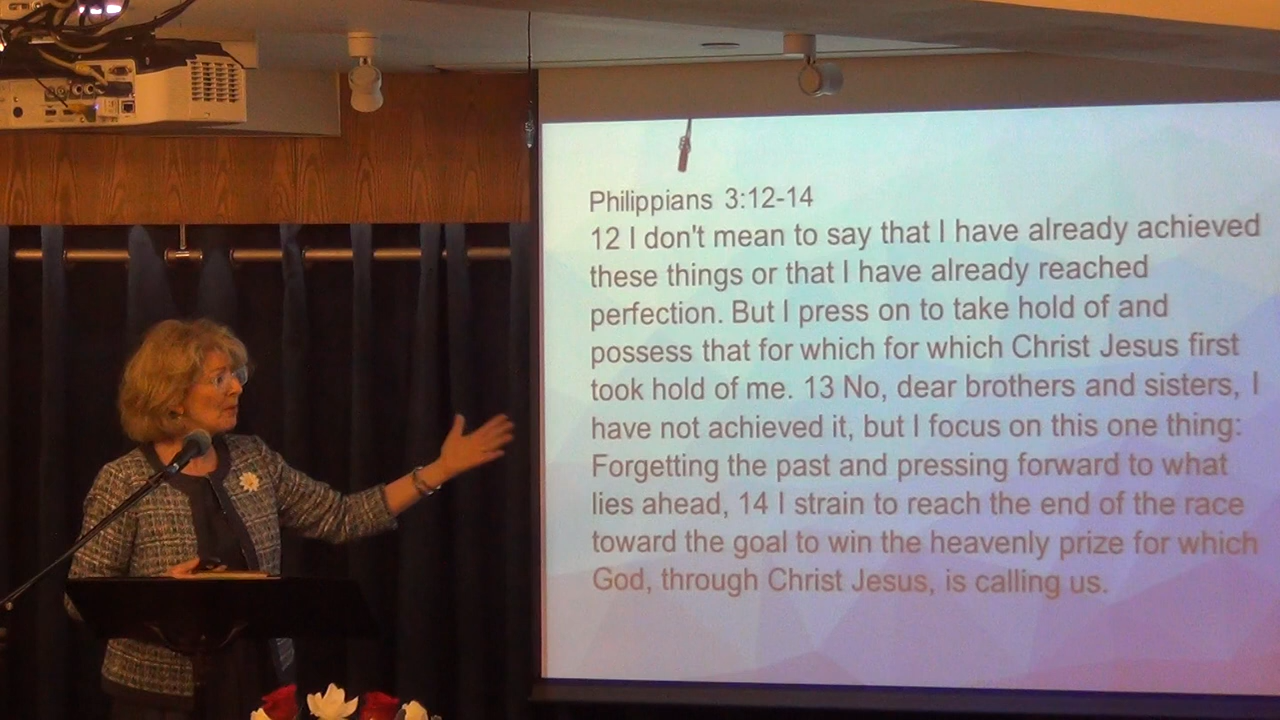 Philippians 3:12-14
12 I don't mean to say that I have already achieved
these things or that I have already reached
perfection. But I press on to take hold of and
possess that for which for which Christ Jesus first
took hold of me. 13 No, dear brothers and sisters, I
have not achieved it, but I focus on this one thing:
Forgetting the past and pressing forward to what
lies ahead, 14 I strain to reach the end of the race
toward the goal to win the heavenly prize for which
God, through Christ Jesus, is calling us.